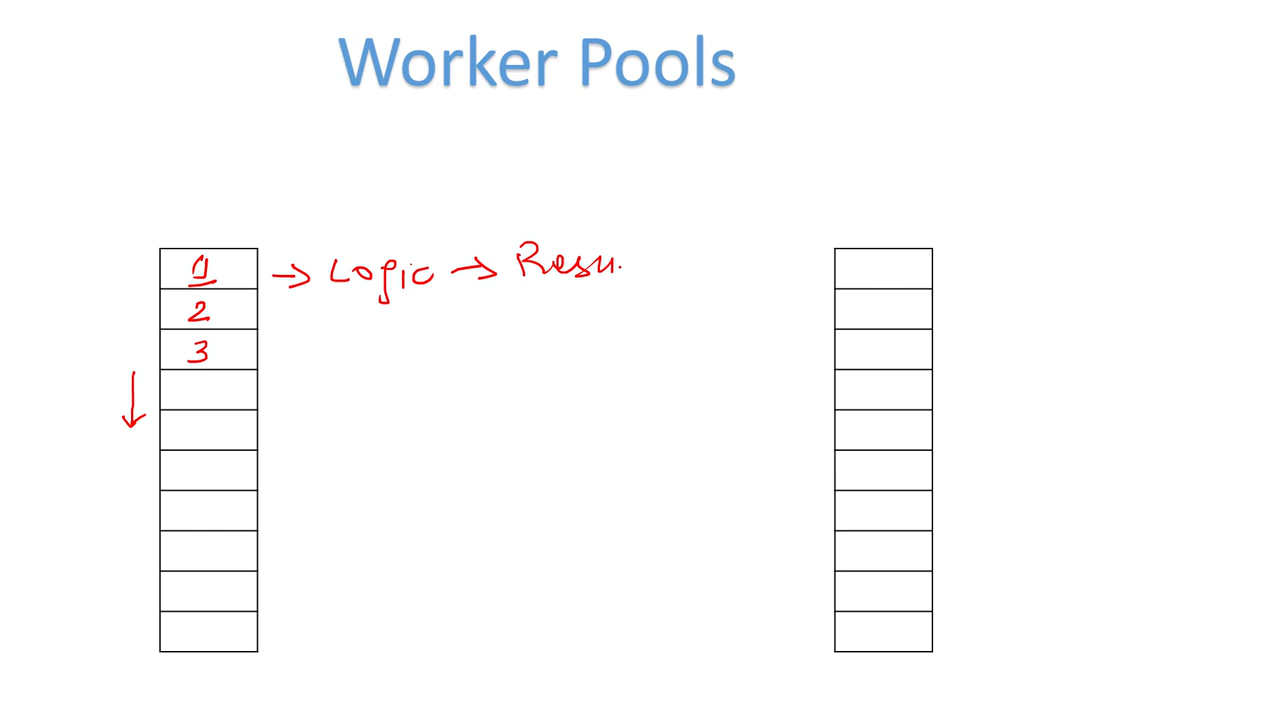 Worker Pools
1 → Logic → Resu
2
3